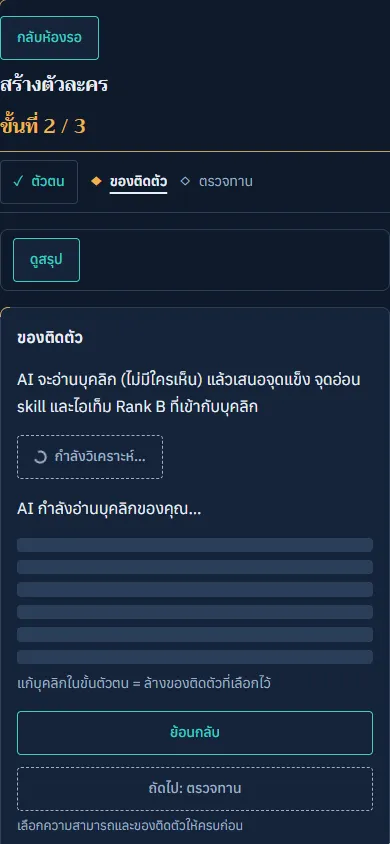 กลับห้องรอ
สร้างตัวละคร
ขั้นที่ 2 / 3
✓ ตัวตน ◆ ของติดตัว ◇ ตรวจทาน
ดูสรุป
ของติดตัว
AI จะอ่านบุคลิก (ไม่มีใครเห็น) แล้วเสนอจุดแข็ง จุดอ่อน
skill และไอเท็ม Rank B ที่เข้ากับบุคลิก
กำลังวิเคราะห์...
AI กำลังอ่านบุคลิกของคุณ...
แก้บุคลิกในขั้นตัวตน = ล้างของติดตัวที่เลือกไว้
ย้อนกลับ
ถัดไป: ตรวจทาน
เลือกความสามารถและของติดตัวให้ครบก่อน